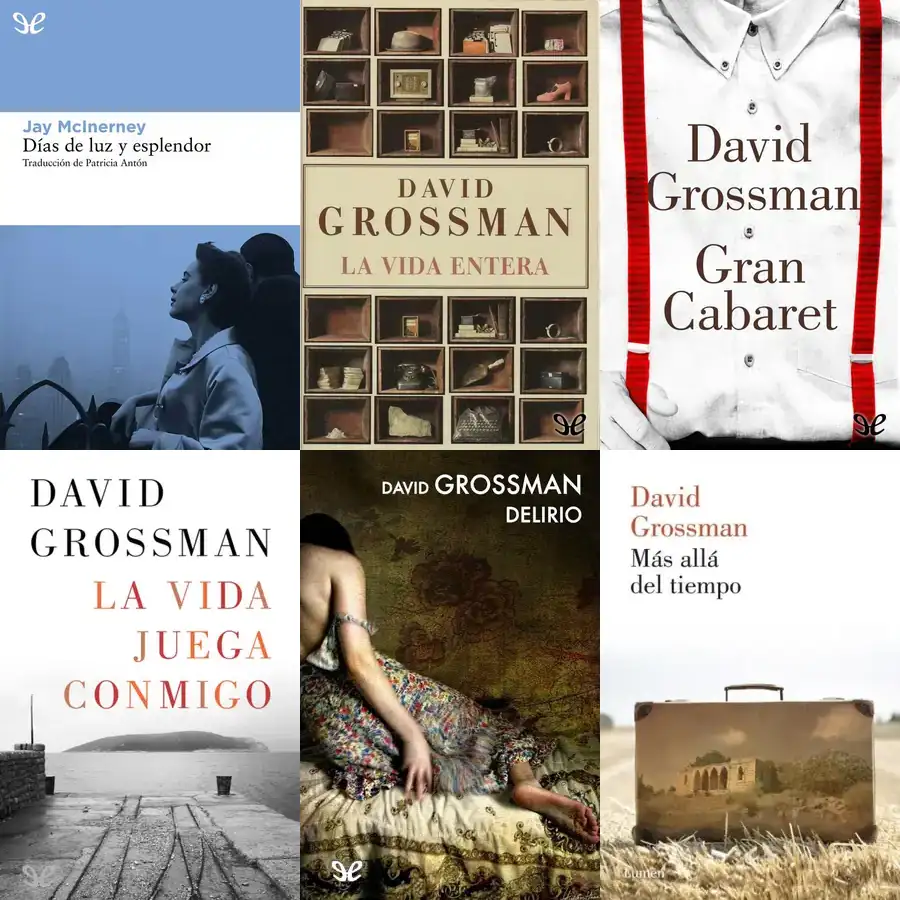 Jay McInerney
Días de luz y esplendor
Traducción de Patricia Antón
DAVID
GROSSMAN
LA VIDA ENTERA
David
Grossman
Gran
Cabaret
DAVID
GROSSMAN
LA VIDA
JUEGA
CONMIGO
DAVID GROSSMAN
DELIRIO
David
Grossman
Más allá
del tiempo
Lumen